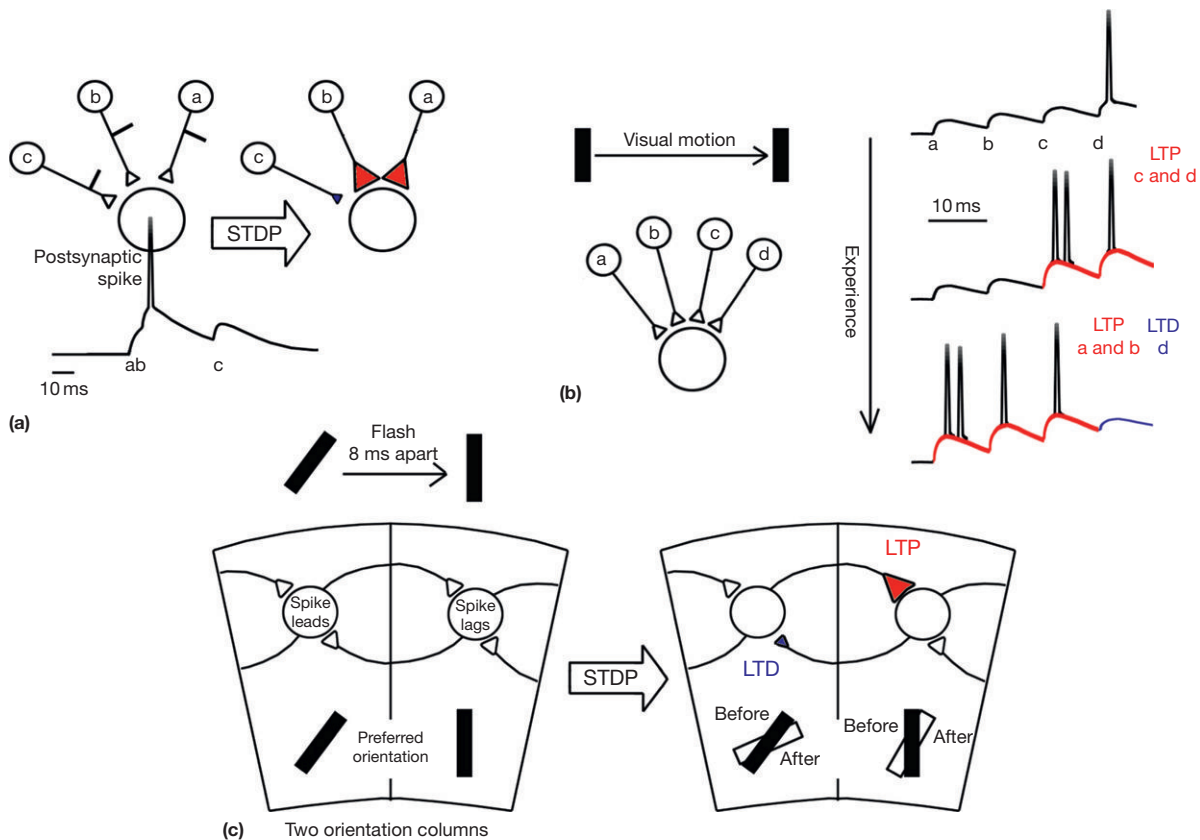 b
a
c
Postsynaptic
spike
STDP
b
a
c
ab
c
10 ms
(a)
Visual motion
a
b
c
d
(b)
Experience
a
b
c
d
LTP
c and d
10 ms
LTP
a and b
LTD
d
Flash
8 ms apart
Spike
leads
Spike
lags
Preferred
orientation
STDP
LTP
LTD
Before
After
Before
After
(c) Two orientation columns